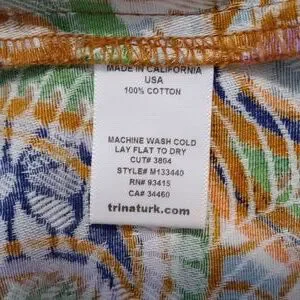 MADE IN CALIFORNIA
USA
100% COTTON
MACHINE WASH COLD
LAY FLAT TO DRY
CUT# 3804
STYLE# M133440
RN# 93415
CA# 34460
trinaturk.com